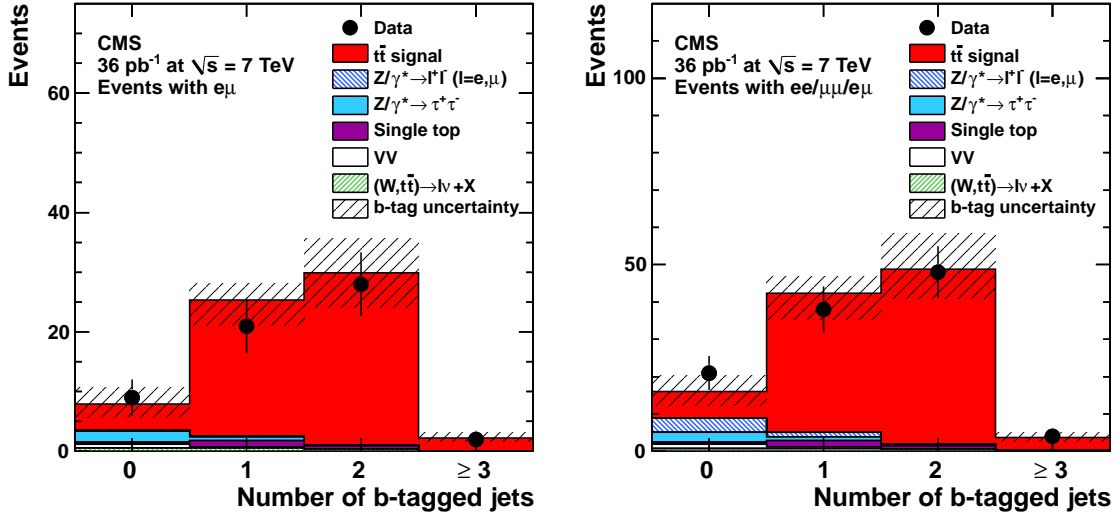 Events
60
40
20
0
CMS
36 pb⁻¹ at √s = 7 TeV
Events with eμ
Data
tt̄ signal
Z/γ*→l⁺l⁻ (l=e,μ)
Z/γ*→ τ⁺τ⁻
Single top
VV
(W,tt̄)→lν +X
b-tag uncertainty
0 1 2 ≥ 3
Number of b-tagged jets
Events
100
50
0
CMS
36 pb⁻¹ at √s = 7 TeV
Events with ee/μμ/eμ
Data
tt̄ signal
Z/γ*→l⁺l⁻ (l=e,μ)
Z/γ*→ τ⁺τ⁻
Single top
VV
(W,tt̄)→lν +X
b-tag uncertainty
0 1 2 ≥ 3
Number of b-tagged jets